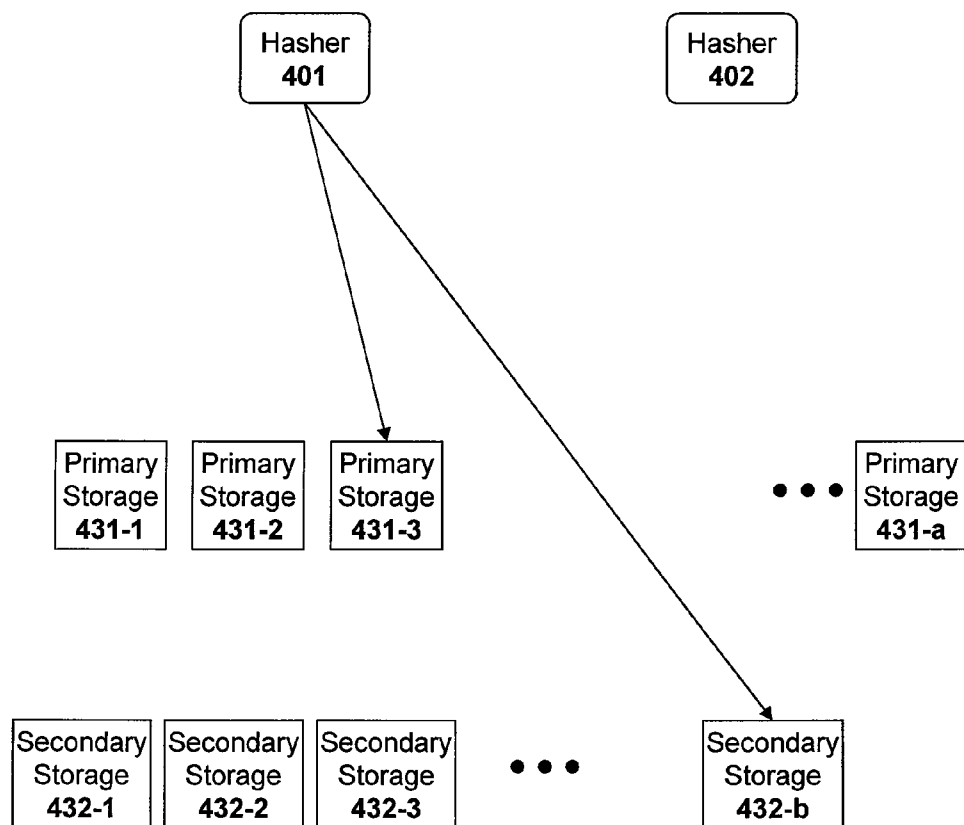 Hasher
401
Hasher
402
Primary
Storage
431-1
Primary
Storage
431-2
Primary
Storage
431-3
Primary
Storage
431-a
Secondary
Storage
432-1
Secondary
Storage
432-2
Secondary
Storage
432-3
Secondary
Storage
432-b